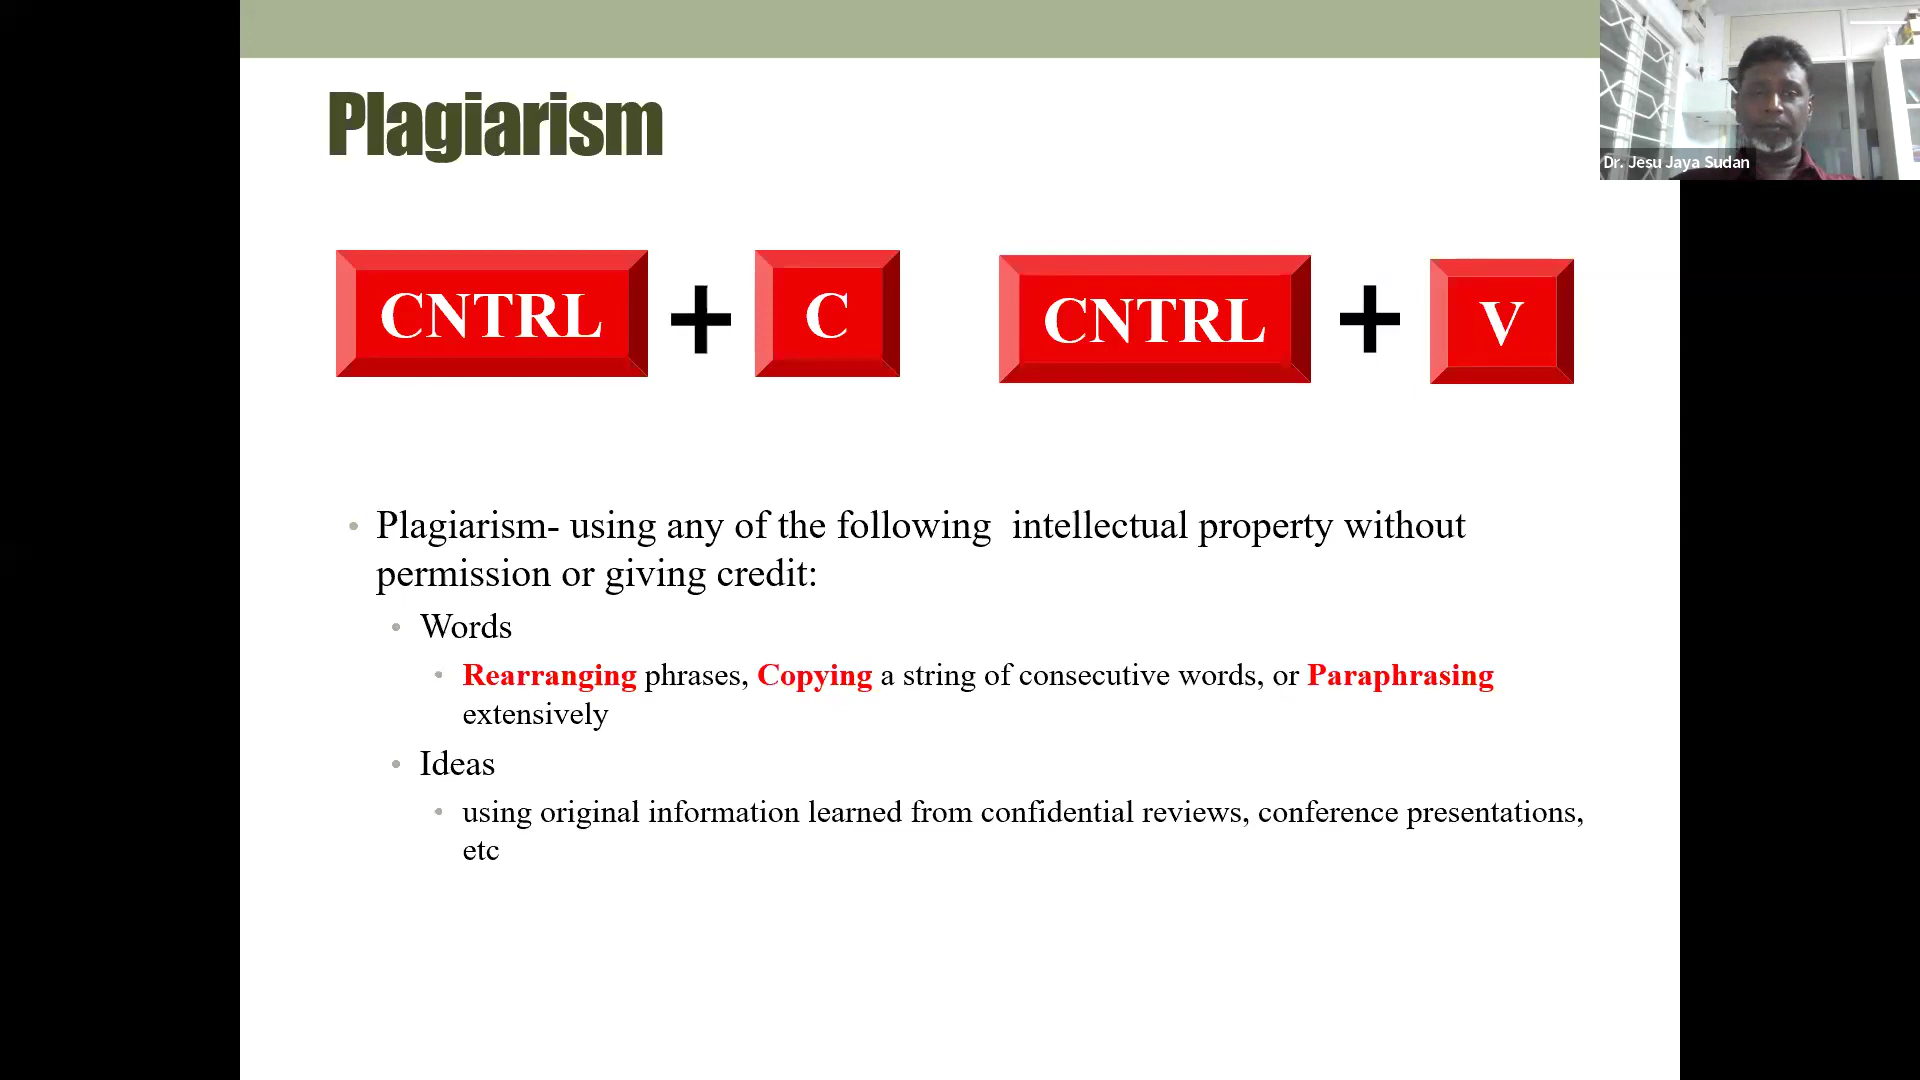 Plagiarism
Dr. Jesu Jaya Sudan
CNTRL + C CNTRL + V
• Plagiarism- using any of the following  intellectual property without
permission or giving credit:
• Words
• Rearranging phrases, Copying a string of consecutive words, or Paraphrasing
extensively
• Ideas
• using original information learned from confidential reviews, conference presentations,
etc